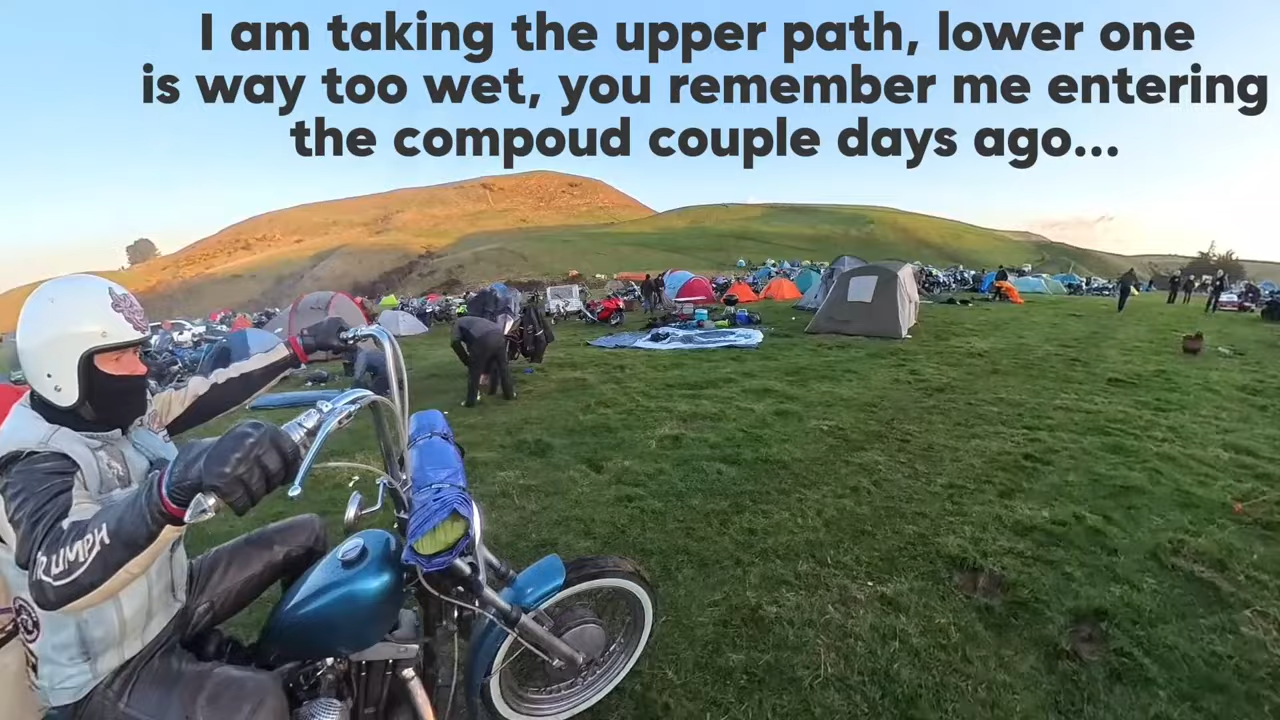 I am taking the upper path, lower one
is way too wet, you remember me entering
the compoud couple days ago...
TRIUMPH